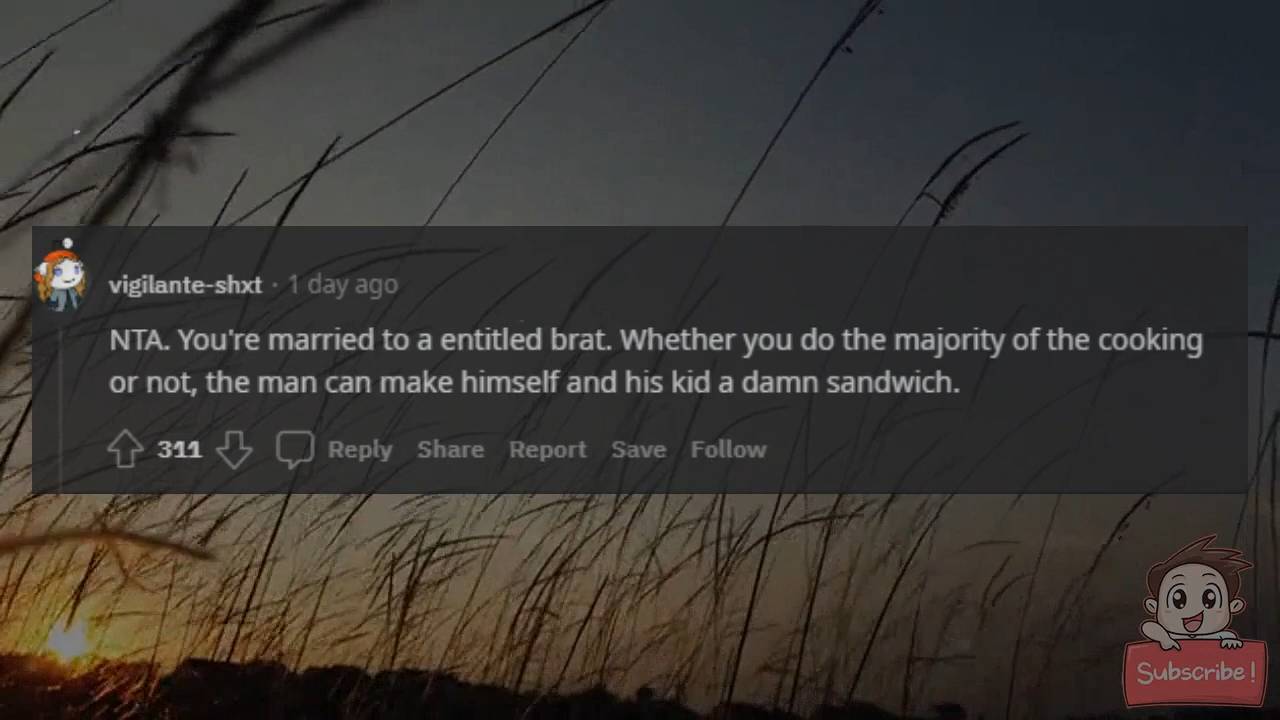 vigilante-shxt · 1 day ago
NTA. You're married to a entitled brat. Whether you do the majority of the cooking
or not, the man can make himself and his kid a damn sandwich.
311 Reply Share Report Save Follow
Subscribe!